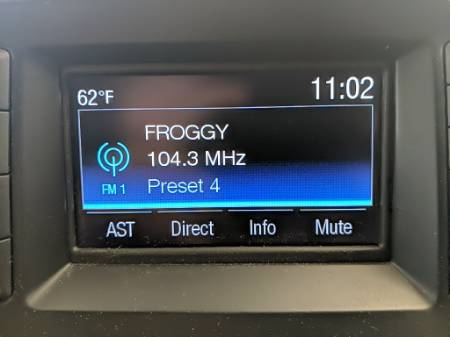 62°F 11:02
FROGGY
104.3 MHz
FM 1 Preset 4
AST Direct Info Mute